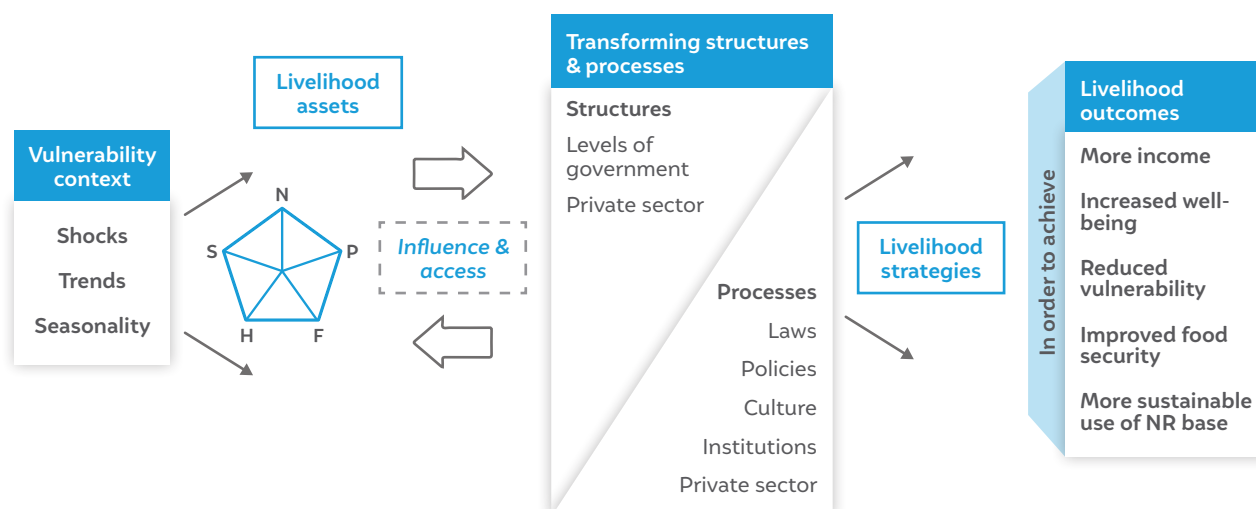 Vulnerability
context
Shocks
Trends
Seasonality
Livelihood
assets
N
S
P
H
F
Influence &
access
Transforming structures
& processes
Structures
Levels of
government
Private sector
Processes
Laws
Policies
Culture
Institutions
Private sector
Livelihood
strategies
In order to achieve
Livelihood
outcomes
More income
Increased well-
being
Reduced
vulnerability
Improved food
security
More sustainable
use of NR base